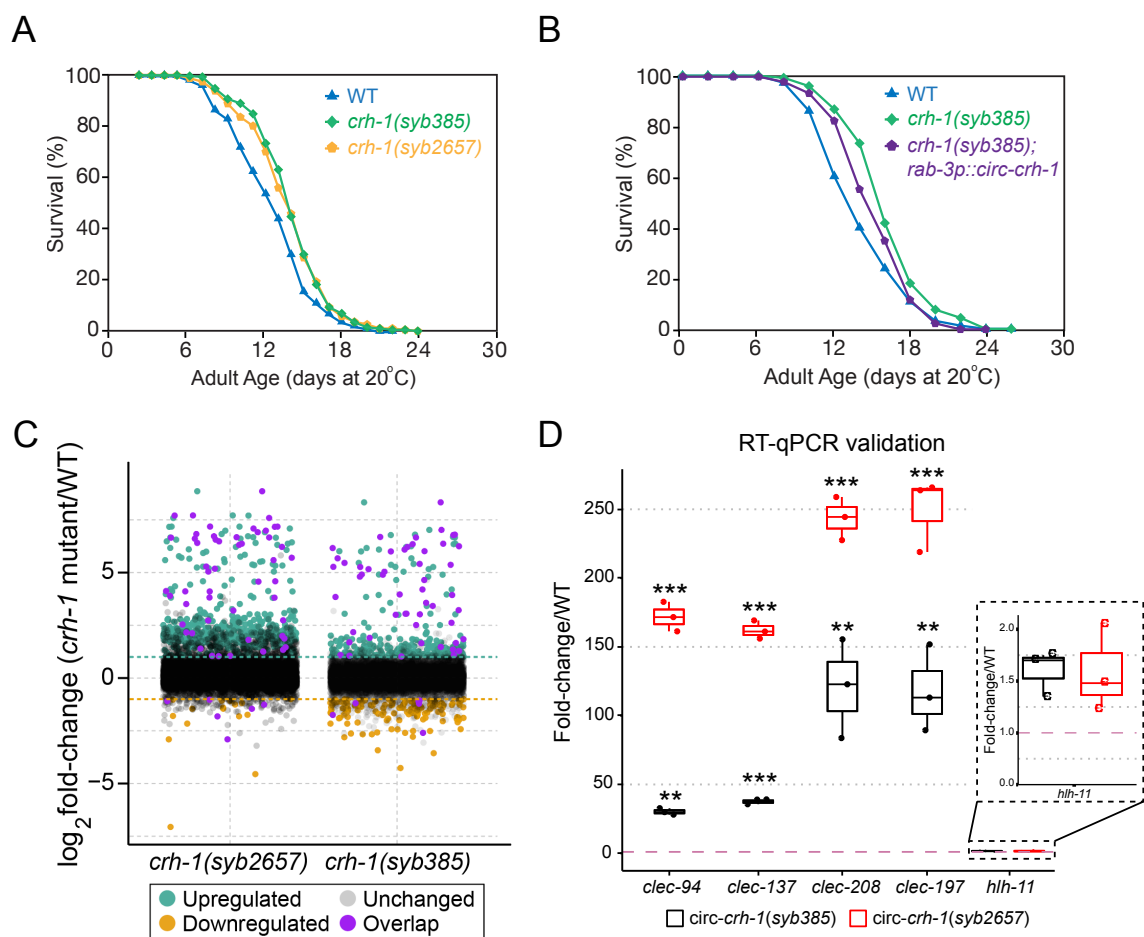 A
100
80
60
40
20
0
Survival (%)
0 6 12 18 24 30
Adult Age (days at 20°C)
WT
crh-1(syb385)
crh-1(syb2657)
B
100
80
60
40
20
0
Survival (%)
0 6 12 18 24 30
Adult Age (days at 20°C)
WT
crh-1(syb385)
crh-1(syb385);
rab-3p::circ-crh-1
C
log2fold-change (crh-1 mutant/WT)
5
0
−5
crh-1(syb2657) crh-1(syb385)
Upregulated Unchanged
Downregulated Overlap
D
RT-qPCR validation
Fold-change/WT
250
200
150
100
50
0
*** *** *** ***
** *** ** **
clec-94 clec-137 clec-208 clec-197 hlh-11
Fold-change/WT
2.0
1.5
1.0
0.0
hlh-11
circ-crh-1(syb385) circ-crh-1(syb2657)